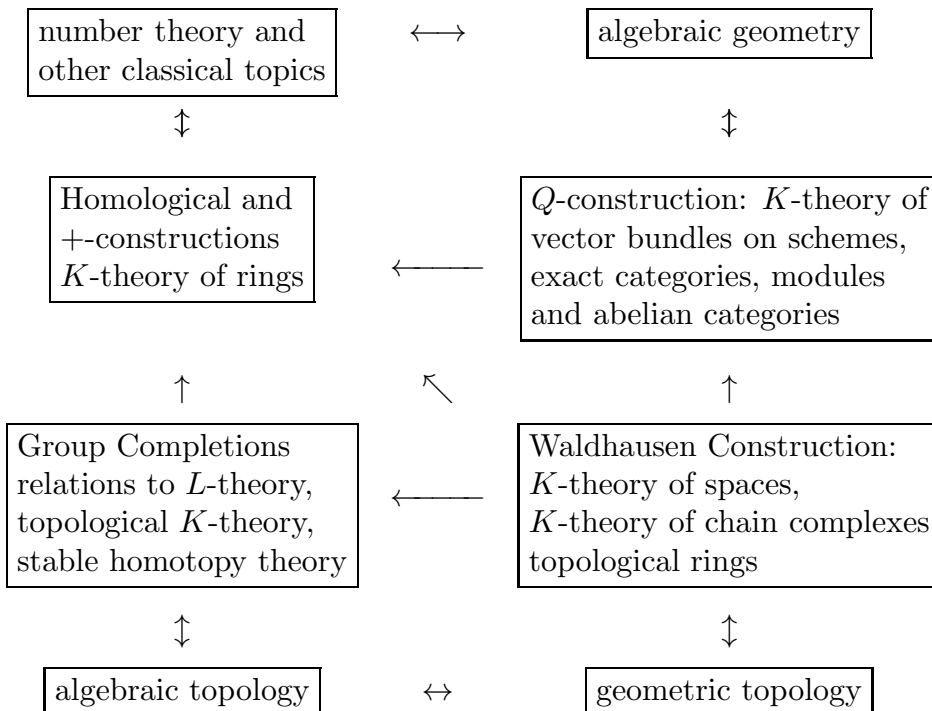 number theory and
other classical topics
algebraic geometry
Homological and
+-constructions
K-theory of rings
Q-construction: K-theory of
vector bundles on schemes,
exact categories, modules
and abelian categories
Group Completions
relations to L-theory,
topological K-theory,
stable homotopy theory
Waldhausen Construction:
K-theory of spaces,
K-theory of chain complexes
topological rings
algebraic topology
geometric topology